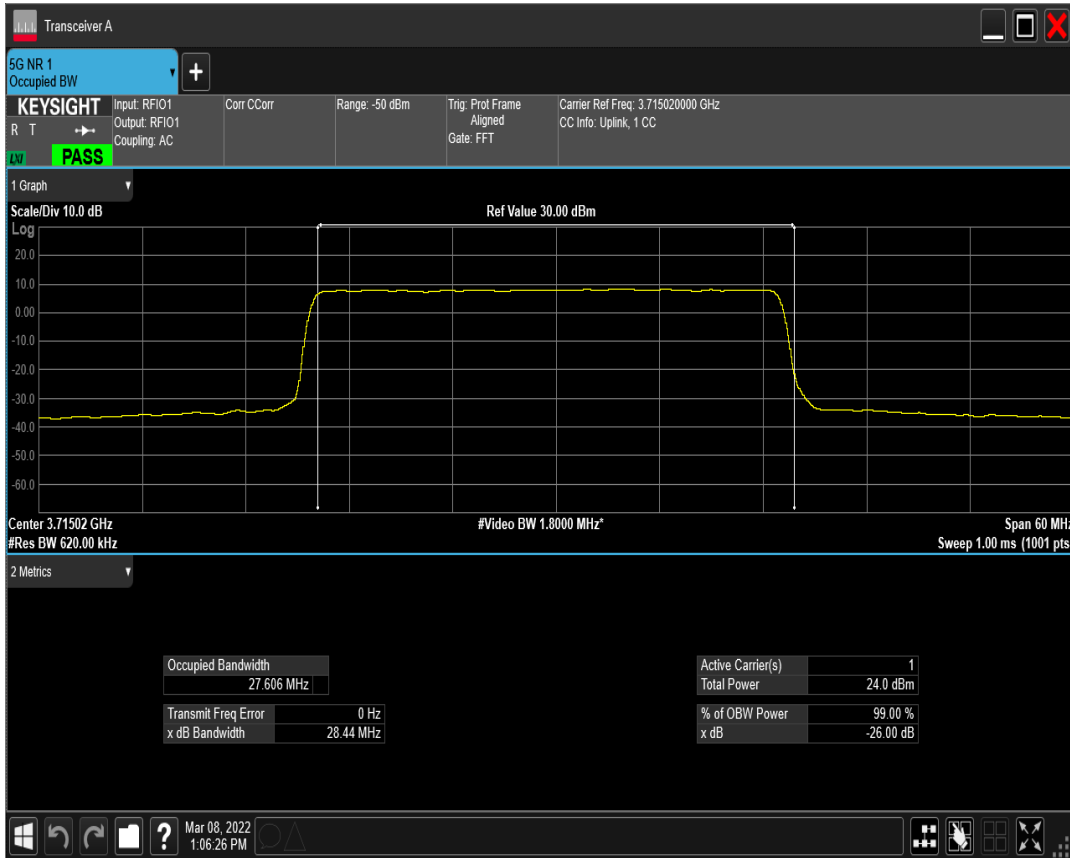 Transceiver A
5G NR 1
Occupied BW
+
KEYSIGHT
R T
LXI
PASS
Input: RFIO1
Output: RFIO1
Coupling: AC
Corr CCorr
Range: -50 dBm
Trig: Prot Frame
Aligned
Gate: FFT
Carrier Ref Freq: 3.715020000 GHz
CC Info: Uplink, 1 CC
1 Graph
Scale/Div 10.0 dB
Ref Value 30.00 dBm
Log
20.0
10.0
0.00
-10.0
-20.0
-30.0
-40.0
-50.0
-60.0
Center 3.71502 GHz
#Video BW 1.8000 MHz*
Span 60 MHz
#Res BW 620.00 kHz
Sweep 1.00 ms (1001 pts
2 Metrics
Occupied Bandwidth
27.606 MHz
Transmit Freq Error 0 Hz
x dB Bandwidth 28.44 MHz
Active Carrier(s) 1
Total Power 24.0 dBm
% of OBW Power 99.00 %
x dB -26.00 dB
?
Mar 08, 2022
1:06:26 PM